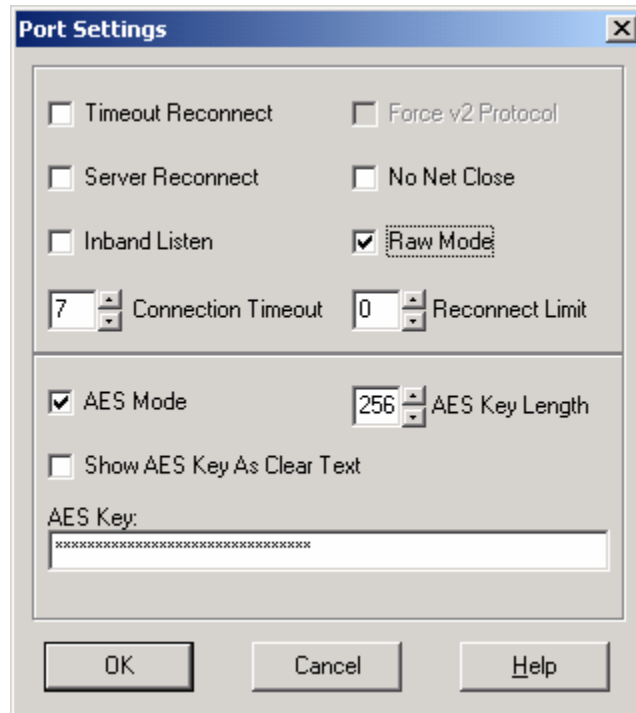 Port Settings
Timeout Reconnect Force v2 Protocol
Server Reconnect No Net Close
Inband Listen Raw Mode
7 Connection Timeout 0 Reconnect Limit
AES Mode 256 AES Key Length
Show AES Key As Clear Text
AES Key:
××××××××××××××××××××××××××××××××
OK Cancel Help